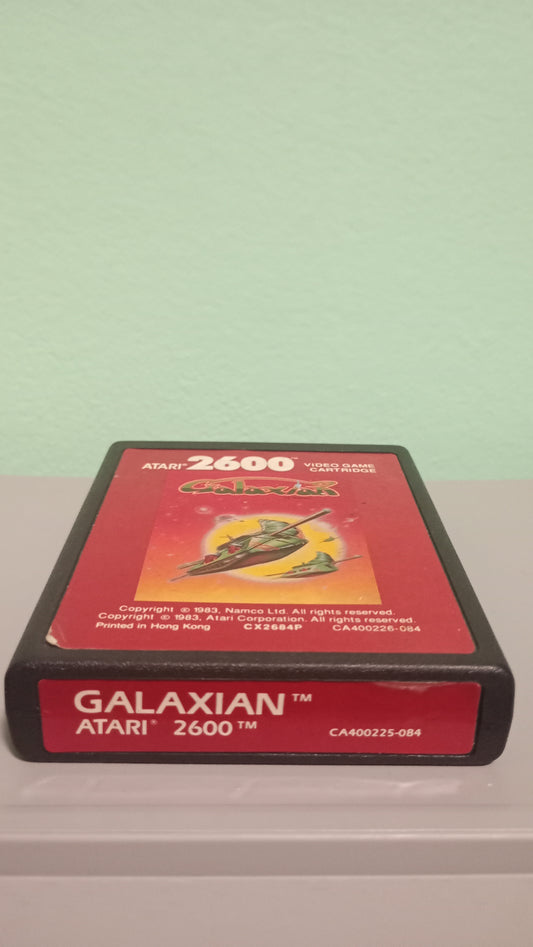 ATARI® 2600™ VIDEO GAME
CARTRIDGE
Galaxian
Copyright © 1983, Namco Ltd. All rights reserved.
Copyright © 1983, Atari Corporation. All rights reserved.
Printed in Hong Kong CX2684P CA400226-084
GALAXIAN™
ATARI® 2600™
CA400225-084